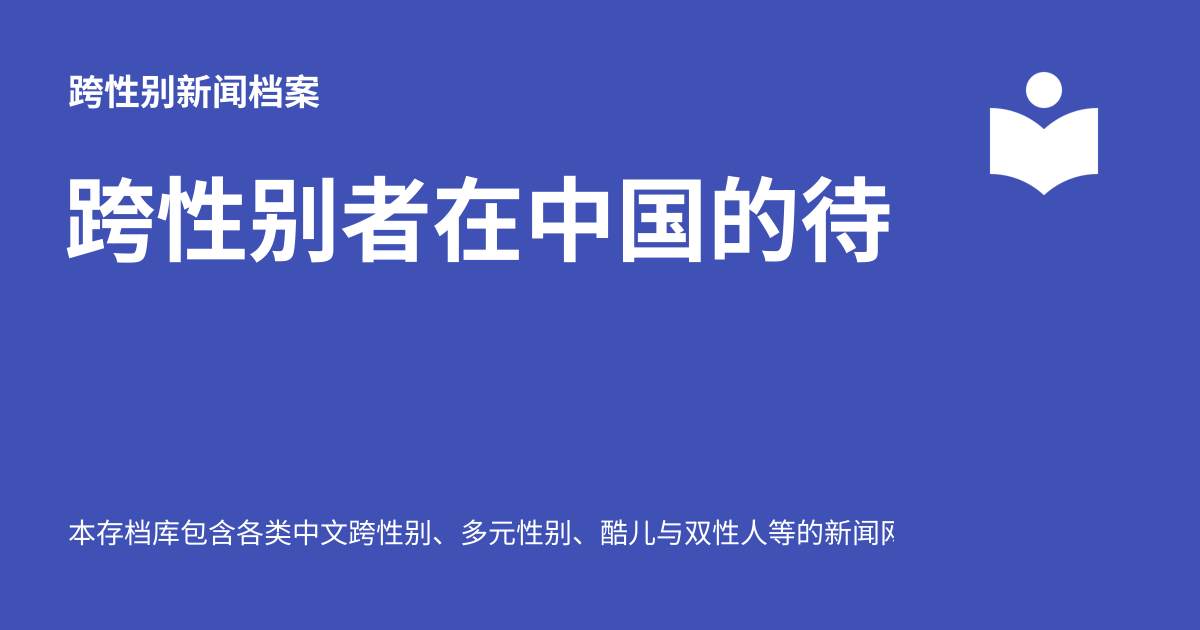 跨性别新闻档案
跨性别者在中国的待
本存档库包含各类中文跨性别、多元性别、酷儿与双性人等的新闻